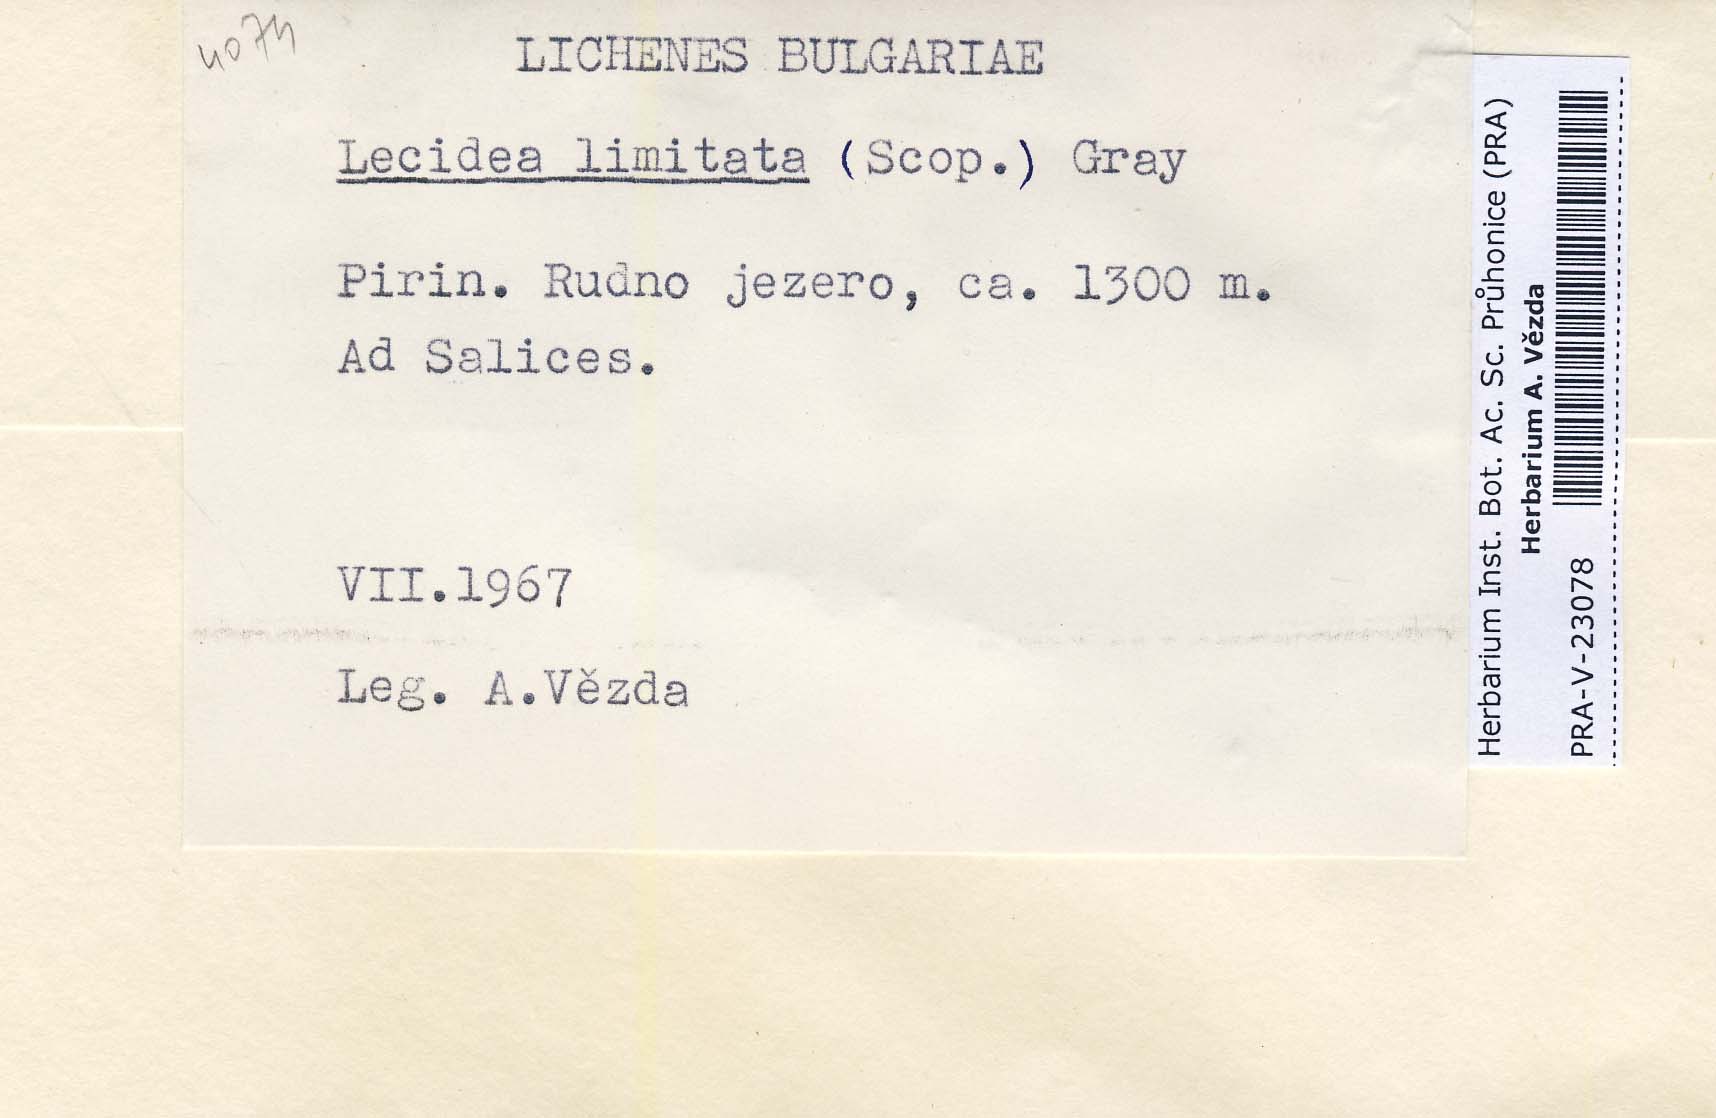 4074
LICHENES BULGARIAE
Lecidea limitata (Scop.) Gray
Pirin. Rudno jezero, ca. 1300 m.
Ad Salices.
VII.1967
Leg. A.Vězda
Herbarium Inst. Bot. Ac. Sc. Průhonice (PRA)
Herbarium A. Vězda
PRA-V-23078